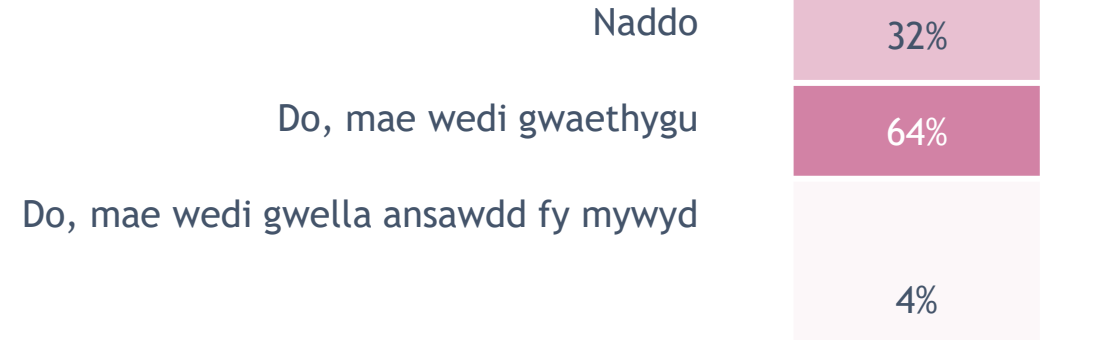 Naddo 32%
Do, mae wedi gwaethygu 64%
Do, mae wedi gwella ansawdd fy mywyd
4%